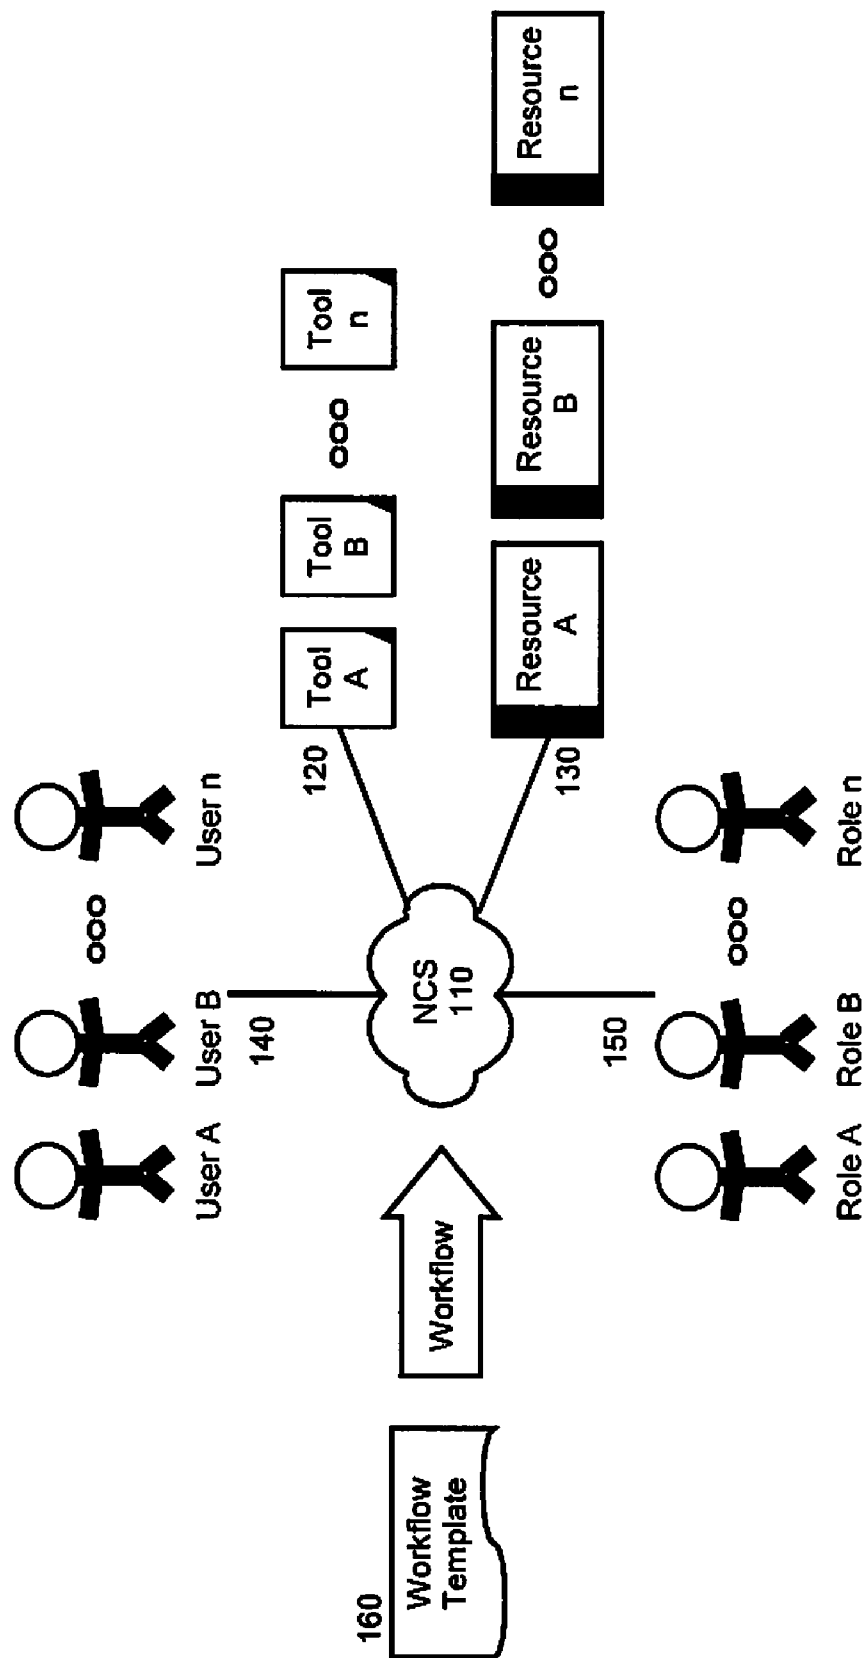 User A
User B
ooo
User n
140
160
Workflow
Template
Workflow
NCS
110
120
Tool
A
Tool
B
ooo
Tool
n
130
Resource
A
Resource
B
ooo
Resource
n
150
Role A
Role B
ooo
Role n